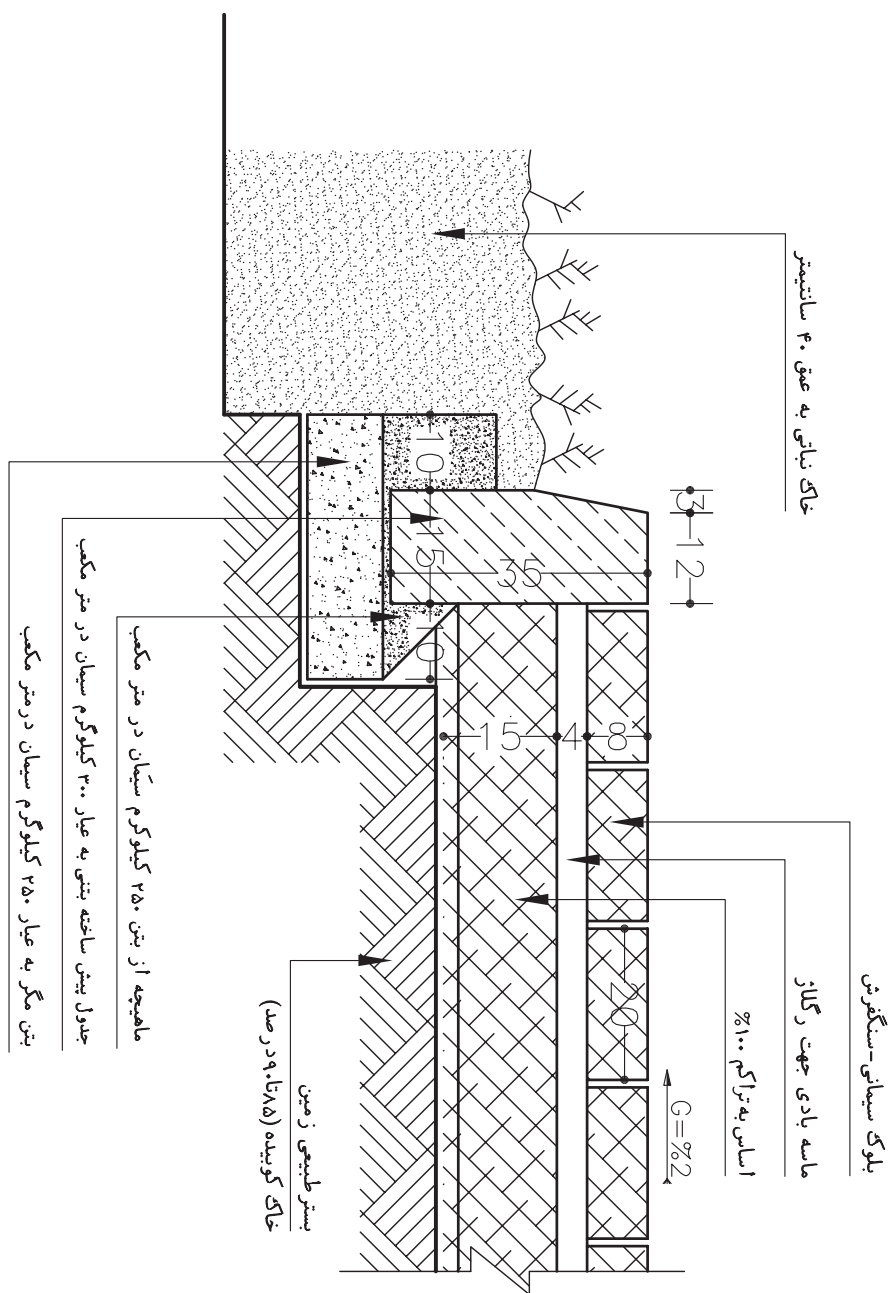 خاک نباتی به عمق ۴۰ سانتیمتر
بلوک سیمانی-سنگفرش
ماسه بادی جهت رگلاژ
اساس به تراکم ۱۰۰%
G=%2
3
12
35
10
15
10
15
4
8
20
بستر طبیعی زمین
خاک کوبیده (۸۵تا۹۰درصد)
ماهیچه از بتن ۲۵۰ کیلوگرم سیمان در متر مکعب
جدول پیش ساخته بتنی به عیار ۳۰۰ کیلوگرم سیمان در متر مکعب
بتن مگر به عیار ۲۵۰ کیلوگرم سیمان درمتر مکعب